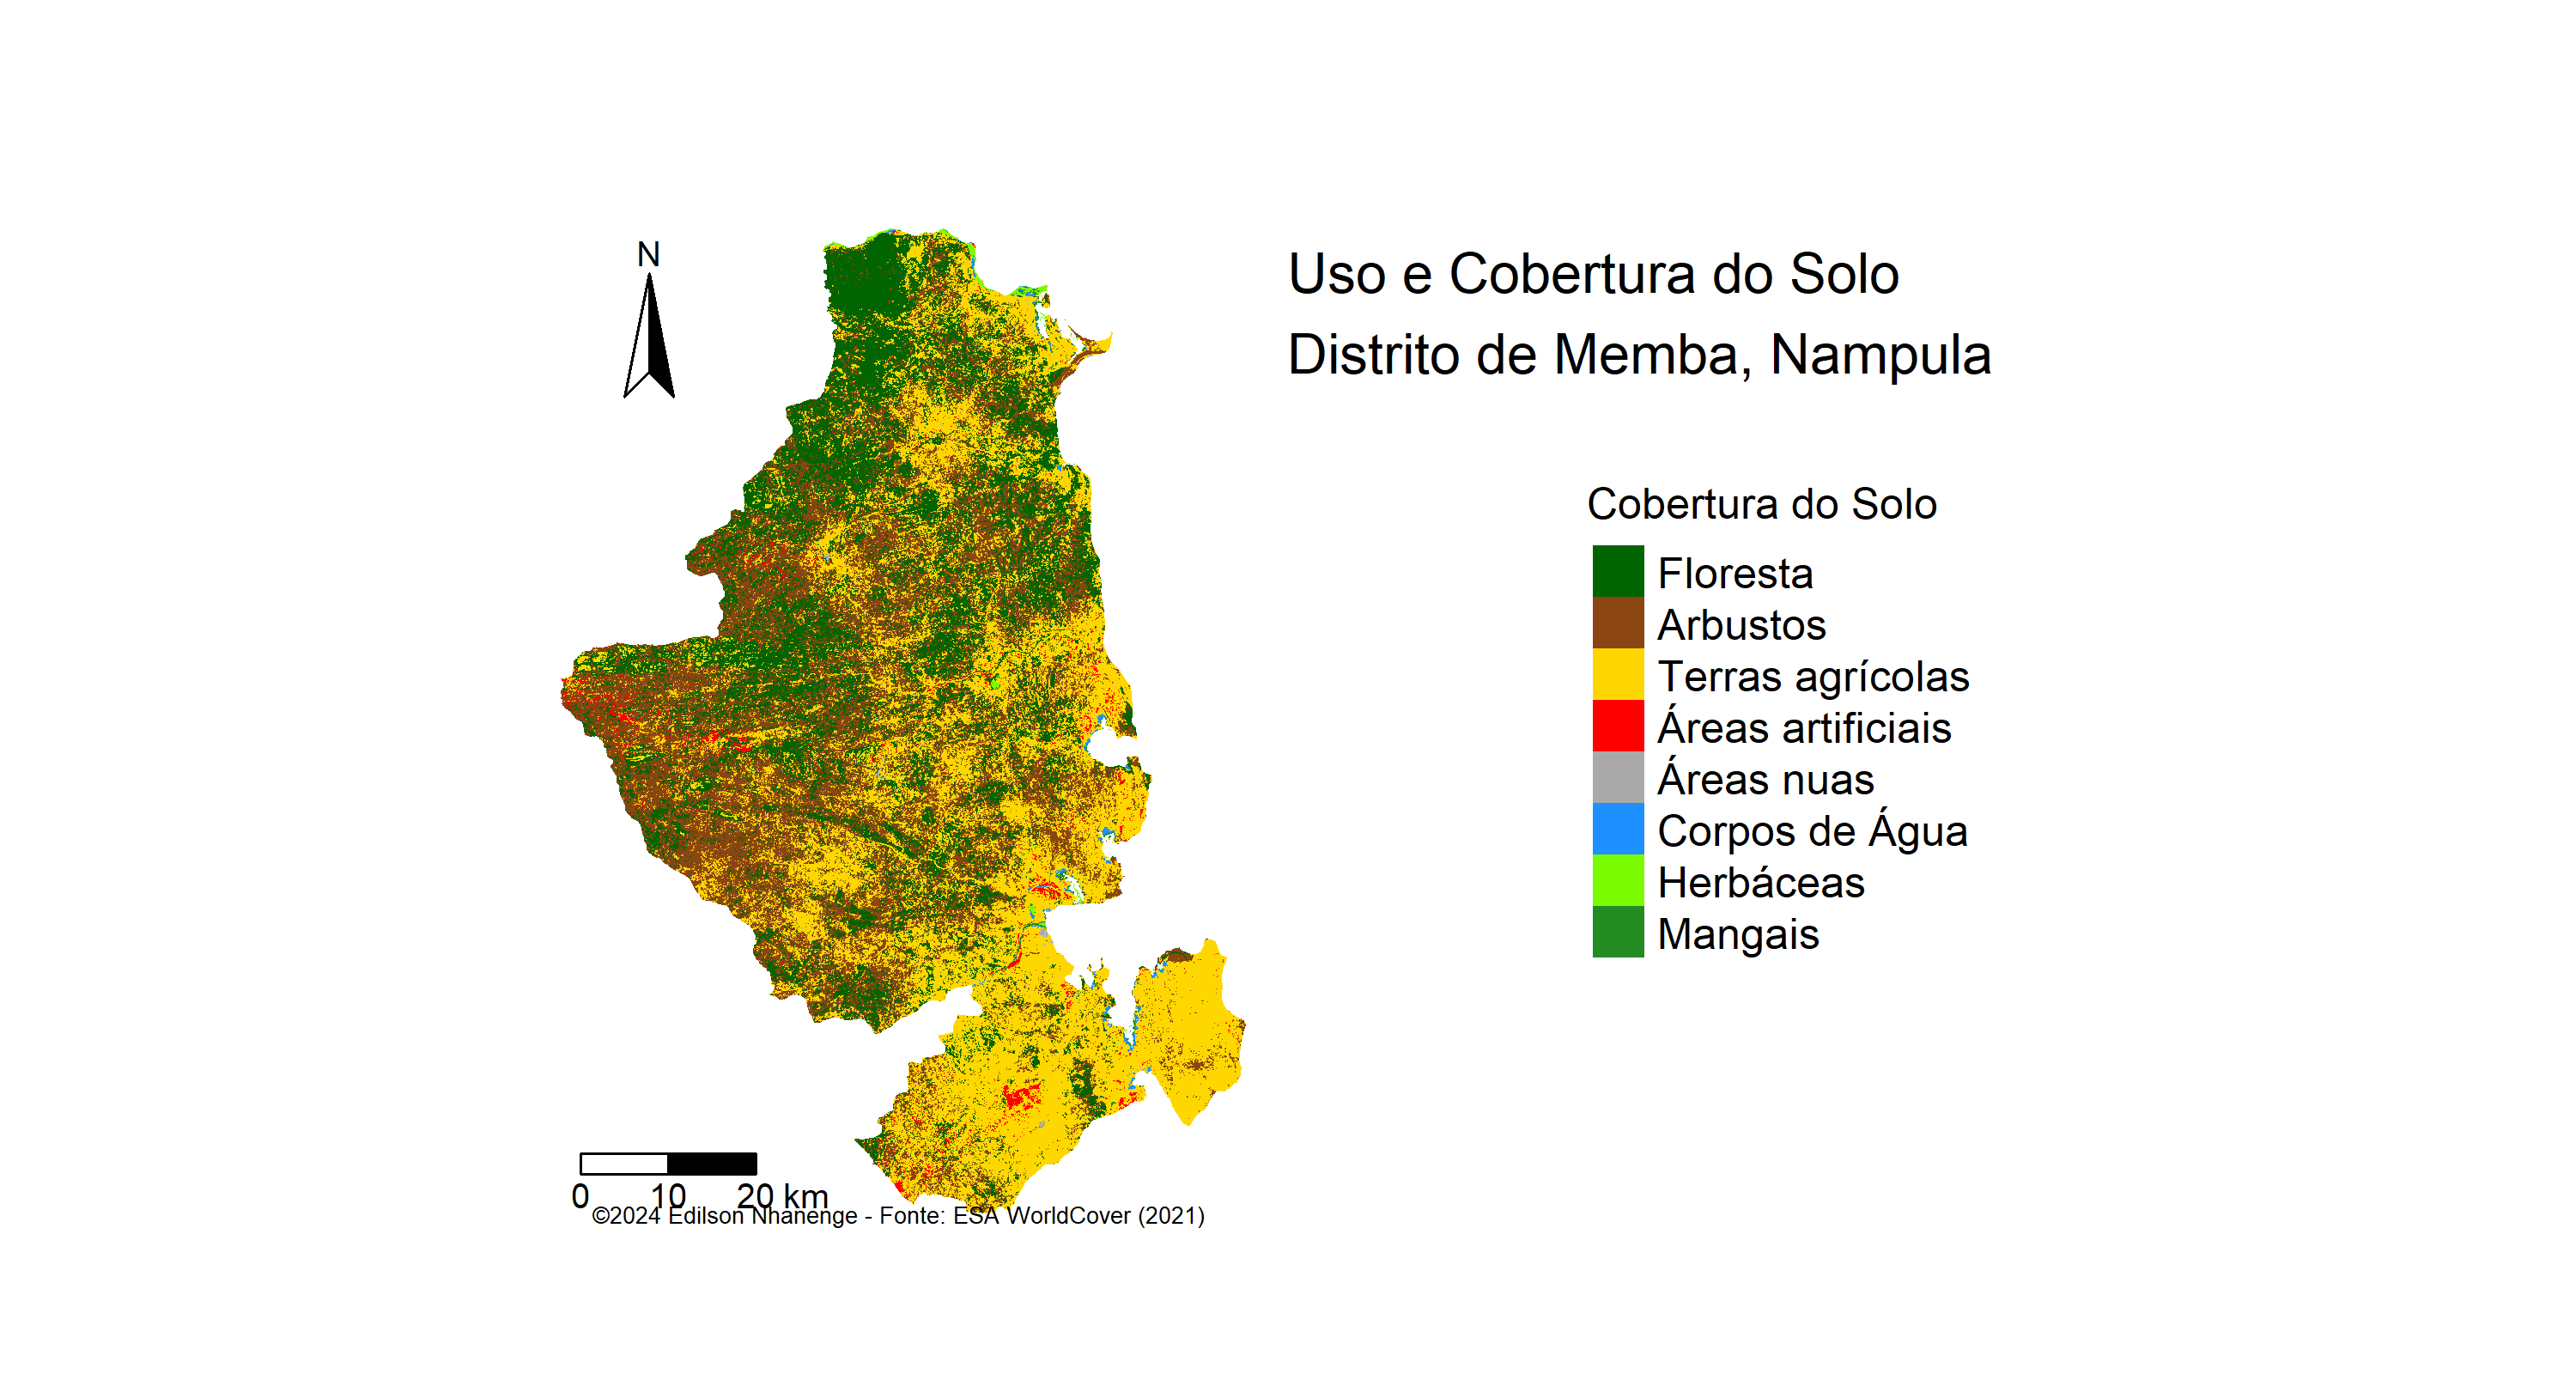 N
Uso e Cobertura do Solo
Distrito de Memba, Nampula
Cobertura do Solo
Floresta
Arbustos
Terras agrícolas
Áreas artificiais
Áreas nuas
Corpos de Água
Herbáceas
Mangais
0 10 20 km
©2024 Edilson Nhanenge - Fonte: ESA WorldCover (2021)